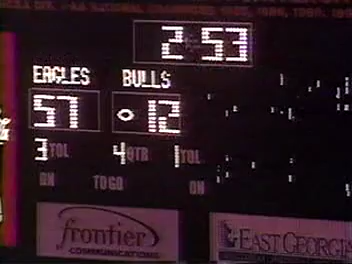 2:53
EAGLES BULLS
57 12
3 TOL 4 QTR 1 TOL
DN TO GO ON
frontier EAST GEORGIA
COMMUNICATIONS